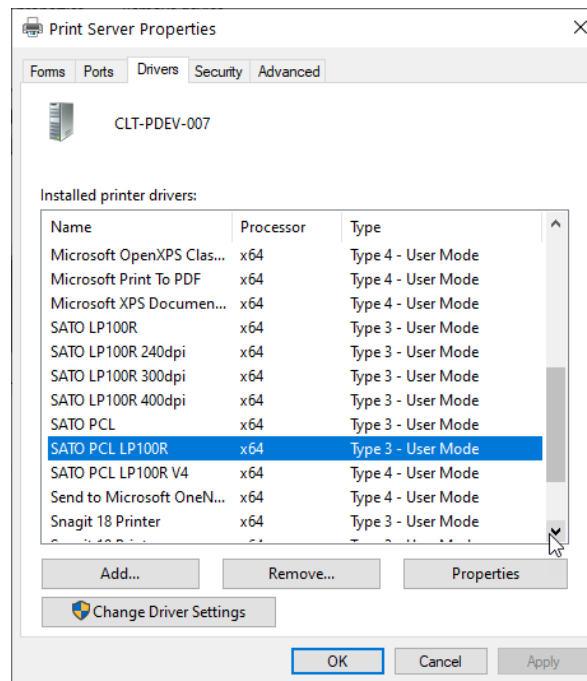 Print Server Properties
Forms Ports Drivers Security Advanced
CLT-PDEV-007
Installed printer drivers:
Name Processor Type
Microsoft OpenXPS Clas... x64 Type 4 - User Mode
Microsoft Print To PDF x64 Type 4 - User Mode
Microsoft XPS Documen... x64 Type 4 - User Mode
SATO LP100R x64 Type 3 - User Mode
SATO LP100R 240dpi x64 Type 3 - User Mode
SATO LP100R 300dpi x64 Type 3 - User Mode
SATO LP100R 400dpi x64 Type 3 - User Mode
SATO PCL x64 Type 3 - User Mode
SATO PCL LP100R x64 Type 3 - User Mode
SATO PCL LP100R V4 x64 Type 4 - User Mode
Send to Microsoft OneN... x64 Type 4 - User Mode
Snagit 18 Printer x64 Type 3 - User Mode
Add... Remove... Properties
Change Driver Settings
OK Cancel Apply